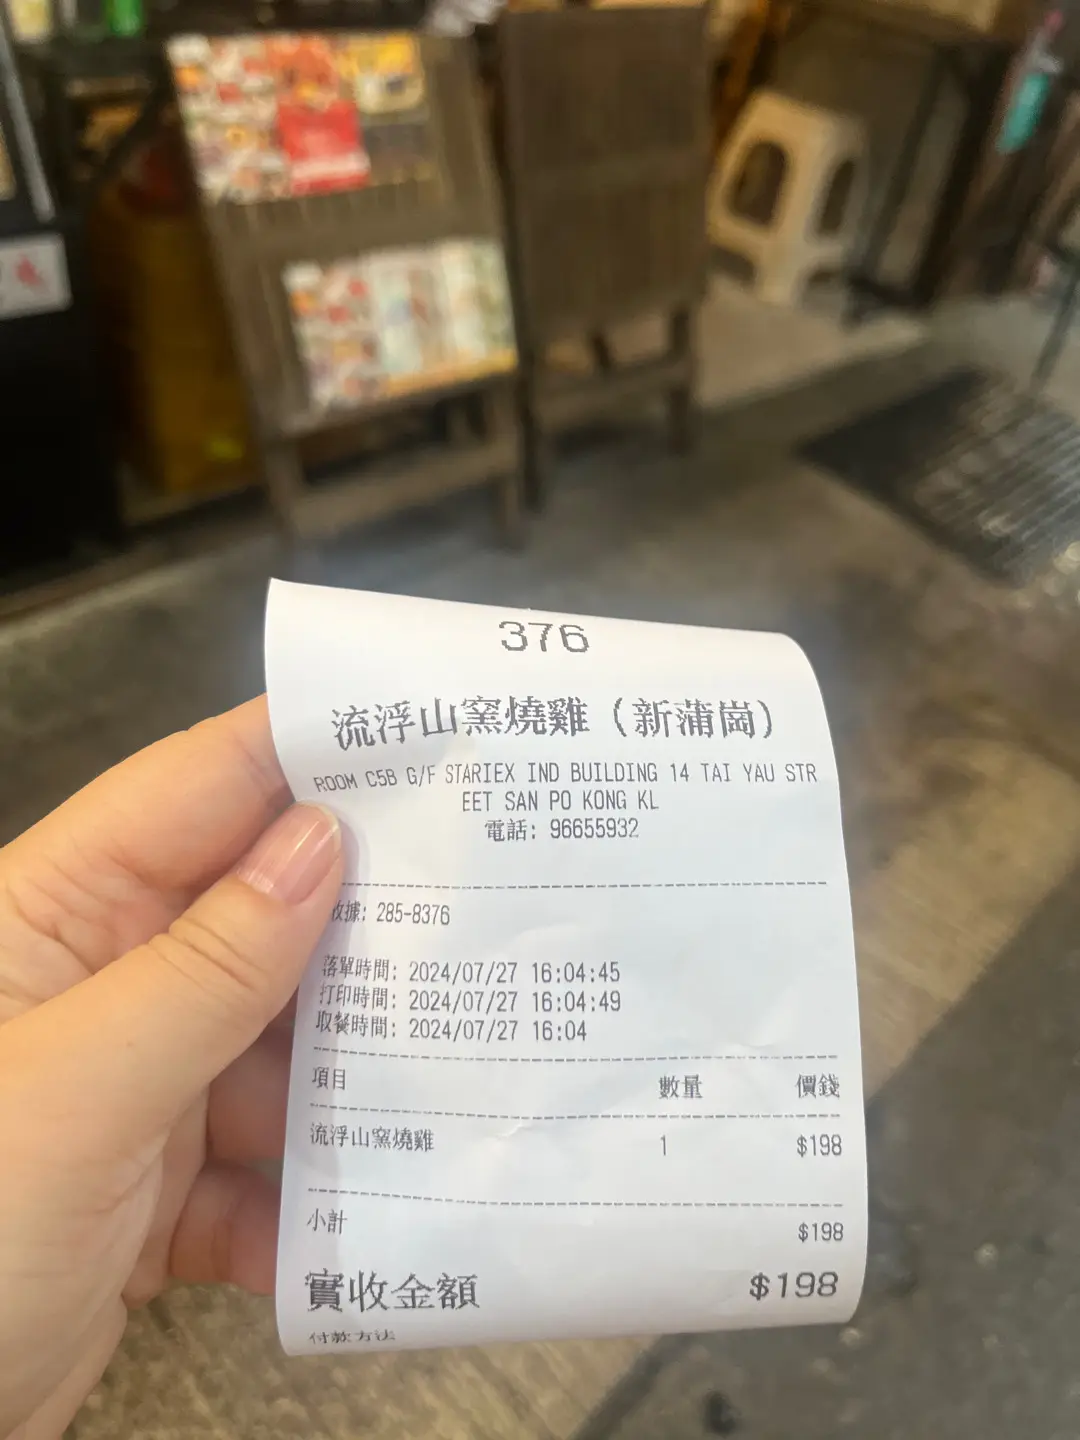 376
流浮山窯燒雞（新蒲崗）
ROOM C5B G/F STARIEX IND BUILDING 14 TAI YAU STR
EET SAN PO KONG KL
電話: 96655932
收據: 285-8376
落單時間: 2024/07/27 16:04:45
打印時間: 2024/07/27 16:04:49
取餐時間: 2024/07/27 16:04
項目 數量 價錢
流浮山窯燒雞 1 $198
小計 $198
實收金額 $198
付款方法